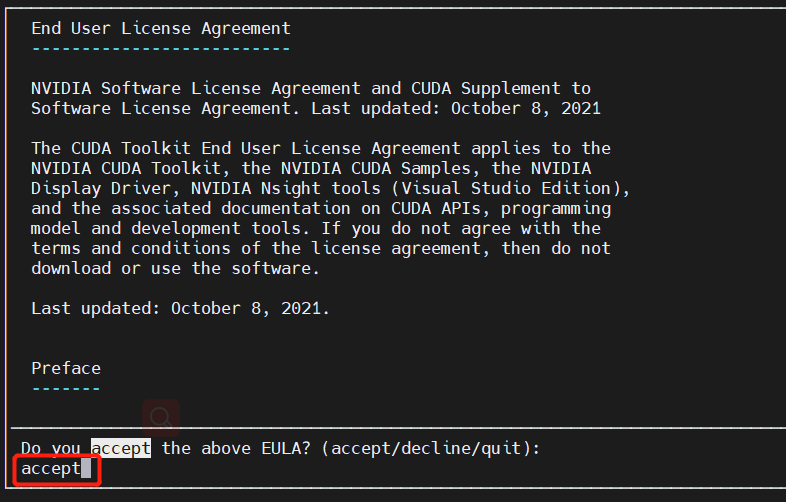 End User License Agreement
--------------------------
NVIDIA Software License Agreement and CUDA Supplement to
Software License Agreement. Last updated: October 8, 2021
The CUDA Toolkit End User License Agreement applies to the
NVIDIA CUDA Toolkit, the NVIDIA CUDA Samples, the NVIDIA
Display Driver, NVIDIA Nsight tools (Visual Studio Edition),
and the associated documentation on CUDA APIs, programming
model and development tools. If you do not agree with the
terms and conditions of the license agreement, then do not
download or use the software.
Last updated: October 8, 2021.
Preface
-------
Do you accept the above EULA? (accept/decline/quit):
accept